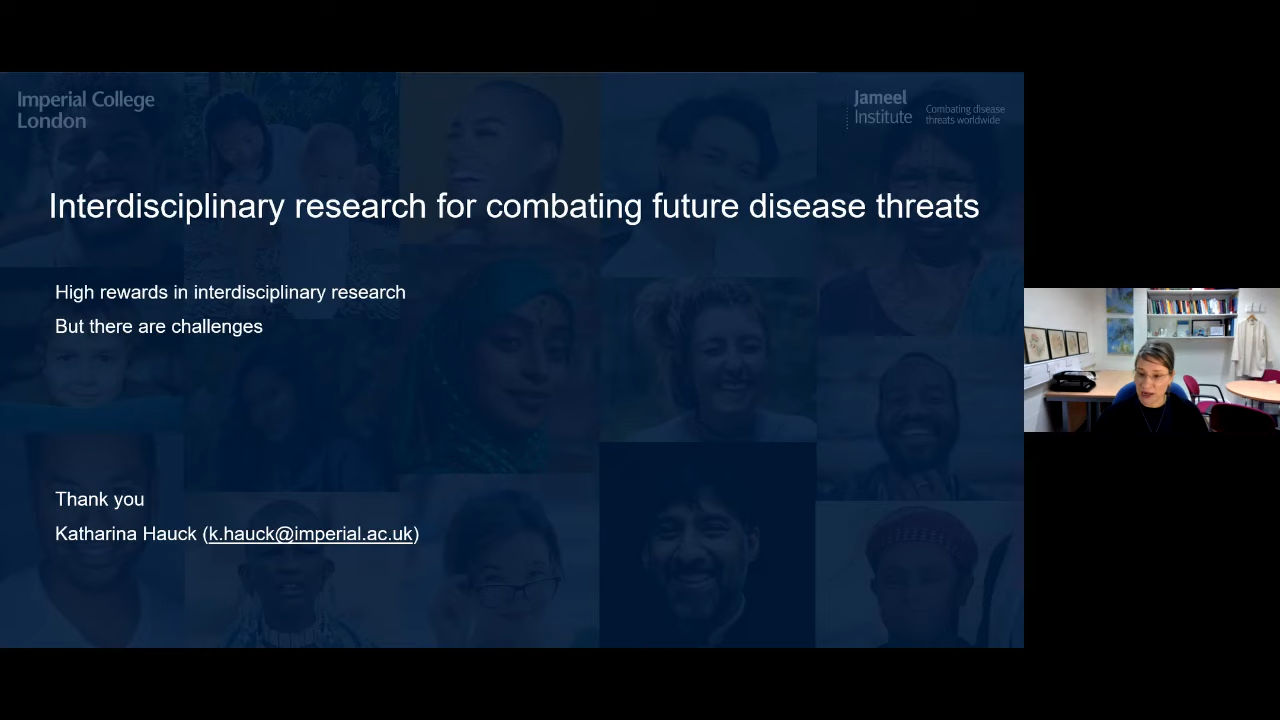 Imperial College
London
Jameel
Institute
Combating disease
threats worldwide
Interdisciplinary research for combating future disease threats
High rewards in interdisciplinary research
But there are challenges
Thank you
Katharina Hauck (k.hauck@imperial.ac.uk)